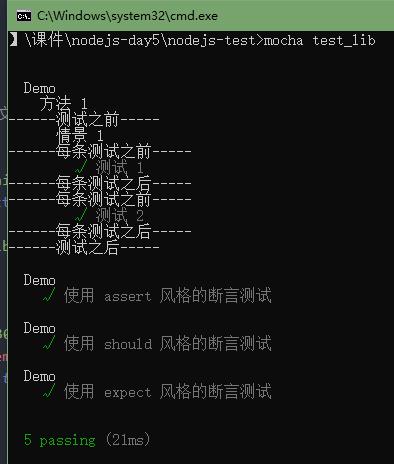 C:\Windows\system32\cmd.exe
】\课件\nodejs-day5\nodejs-test>mocha test_lib
Demo
方法 1
------测试之前-----
情景 1
------每条测试之前-----
√ 测试 1
------每条测试之后-----
------每条测试之前-----
√ 测试 2
------每条测试之后-----
------测试之后-----
Demo
√ 使用 assert 风格的断言测试
Demo
√ 使用 should 风格的断言测试
Demo
√ 使用 expect 风格的断言测试
5 passing (21ms)